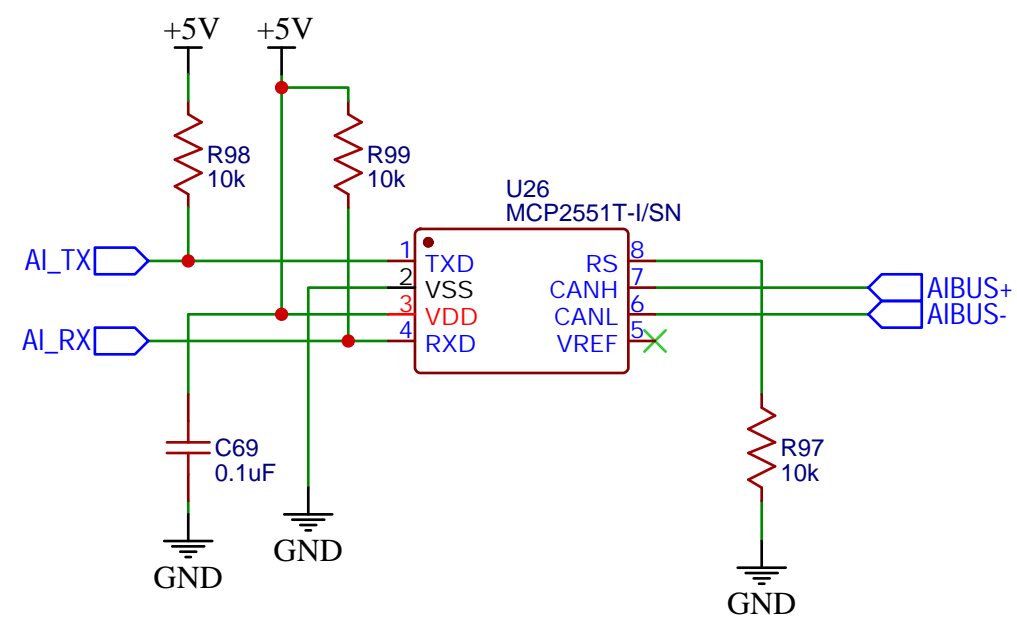 +5V
+5V
R98
10k
R99
10k
U26
MCP2551T-I/SN
AI_TX
1
TXD
RS
8
2
VSS
CANH
7
AIBUS+
3
VDD
CANL
6
AIBUS-
AI_RX
4
RXD
VREF
5
C69
0.1uF
R97
10k
GND
GND
GND